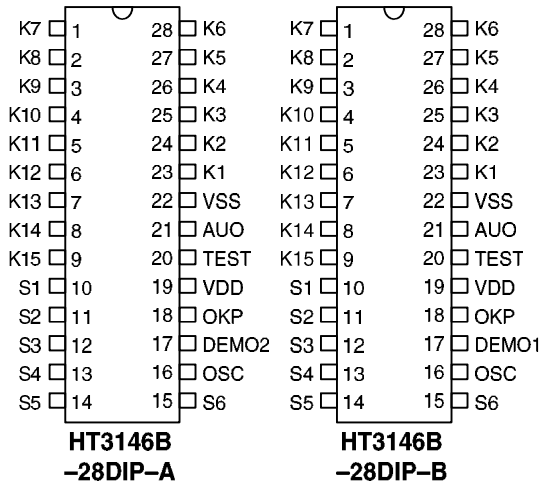 K7 1 28 K6 K7 1 28 K6
K8 2 27 K5 K8 2 27 K5
K9 3 26 K4 K9 3 26 K4
K10 4 25 K3 K10 4 25 K3
K11 5 24 K2 K11 5 24 K2
K12 6 23 K1 K12 6 23 K1
K13 7 22 VSS K13 7 22 VSS
K14 8 21 AUO K14 8 21 AUO
K15 9 20 TEST K15 9 20 TEST
S1 10 19 VDD S1 10 19 VDD
S2 11 18 OKP S2 11 18 OKP
S3 12 17 DEMO2 S3 12 17 DEMO1
S4 13 16 OSC S4 13 16 OSC
S5 14 15 S6 S5 14 15 S6
HT3146B HT3146B
–28DIP–A –28DIP–B